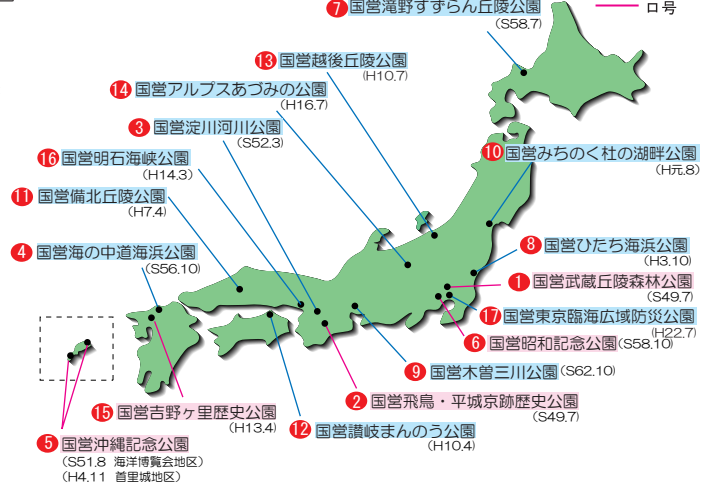 ロ号
7 国営滝野すずらん丘陵公園
(S58.7)
13 国営越後丘陵公園
(H10.7)
14 国営アルプスあづみの公園
(H16.7)
3 国営淀川河川公園
(S52.3)
16 国営明石海峡公園
(H14.3)
10 国営みちのく杜の湖畔公園
(H元.8)
11 国営備北丘陵公園
(H7.4)
4 国営海の中道海浜公園
(S56.10)
8 国営ひたち海浜公園
(H3.10)
1 国営武蔵丘陵森林公園
(S49.7)
17 国営東京臨海広域防災公園
(H22.7)
6 国営昭和記念公園(S58.10)
9 国営木曽三川公園(S62.10)
2 国営飛鳥・平城京跡歴史公園
(S49.7)
15 国営吉野ヶ里歴史公園
(H13.4)
12 国営讃岐まんのう公園
(H10.4)
5 国営沖縄記念公園
(S51.8 海洋博覧会地区)
(H4.11 首里城地区)